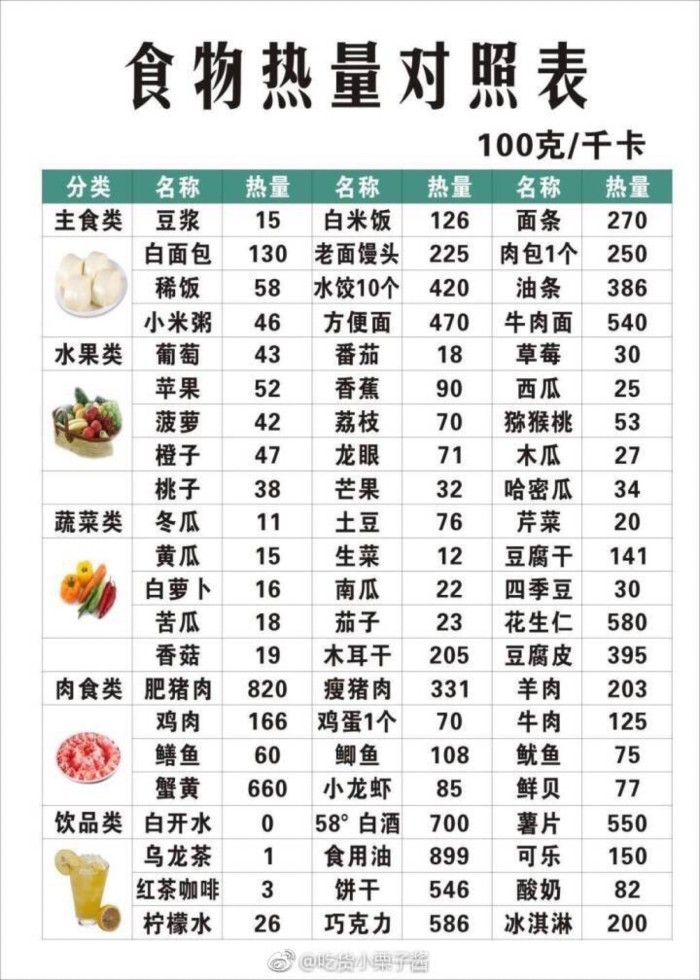 食物热量对照表
100克/千卡
分类 名称 热量 名称 热量 名称 热量
主食类 豆浆 15 白米饭 126 面条 270
白面包 130 老面馒头 225 肉包1个 250
稀饭 58 水饺10个 420 油条 386
小米粥 46 方便面 470 牛肉面 540
水果类 葡萄 43 番茄 18 草莓 30
苹果 52 香蕉 90 西瓜 25
菠萝 42 荔枝 70 猕猴桃 53
橙子 47 龙眼 71 木瓜 27
桃子 38 芒果 32 哈密瓜 34
蔬菜类 冬瓜 11 土豆 76 芹菜 20
黄瓜 15 生菜 12 豆腐干 141
白萝卜 16 南瓜 22 四季豆 30
苦瓜 18 茄子 23 花生仁 580
香菇 19 木耳干 205 豆腐皮 395
肉食类 肥猪肉 820 瘦猪肉 331 羊肉 203
鸡肉 166 鸡蛋1个 70 牛肉 125
鳝鱼 60 鲫鱼 108 鱿鱼 75
蟹黄 660 小龙虾 85 鲜贝 77
饮品类 白开水 0 58° 白酒 700 薯片 550
乌龙茶 1 食用油 899 可乐 150
红茶咖啡 3 饼干 546 酸奶 82
柠檬水 26 巧克力 586 冰淇淋 200
@吃货小栗子酱